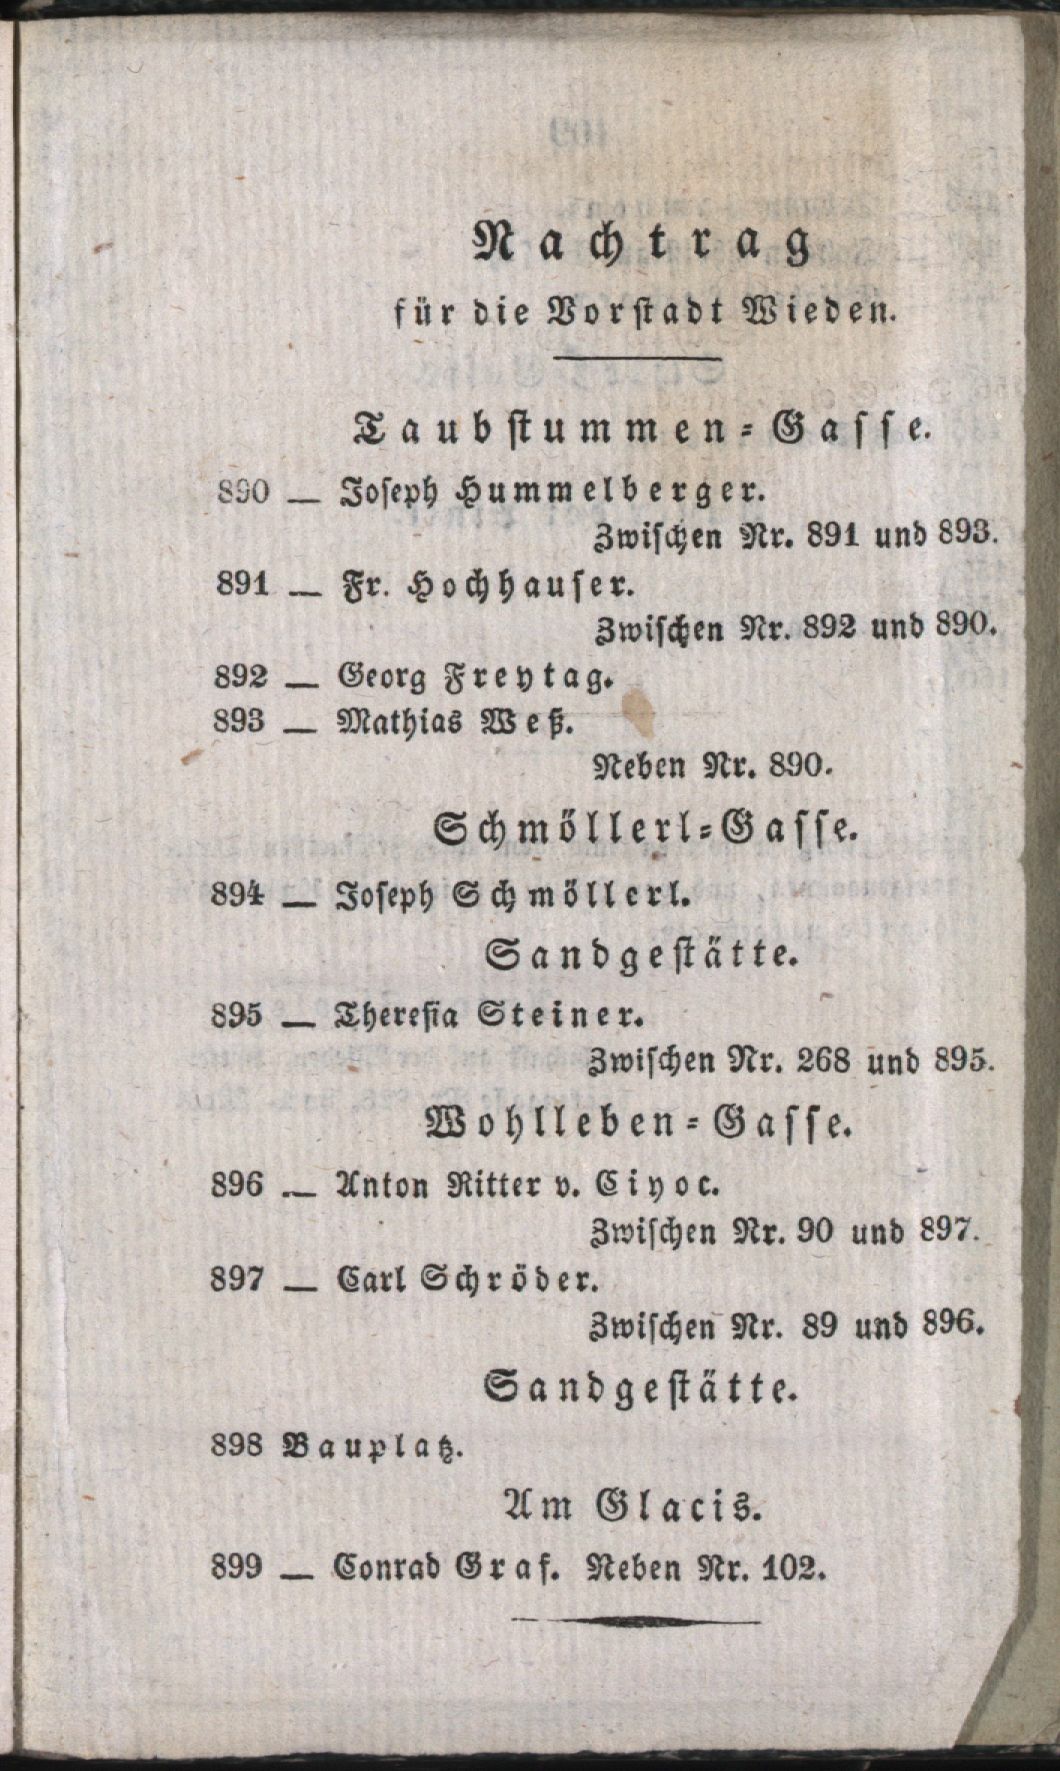 Nachtrag
für die Vorstadt Wieden.
Taubstummen-Gasse.
890 — Joseph Hummelberger.
Zwischen Nr. 891 und 893.
891 — Fr. Hochhauser.
Zwischen Nr. 892 und 890.
892 — Georg Freytag.
893 — Mathias Weß.
Neben Nr. 890.
Schmöllerl-Gasse.
894 — Joseph Schmöllerl.
Sandgestätte.
895 — Theresia Steiner.
Zwischen Nr. 268 und 895.
Wohlleben-Gasse.
896 — Anton Ritter v. Ciyoc.
Zwischen Nr. 90 und 897.
897 — Carl Schröder.
Zwischen Nr. 89 und 896.
Sandgestätte.
898 Bauplatz.
Am Glacis.
899 — Conrad Graf. Neben Nr. 102.